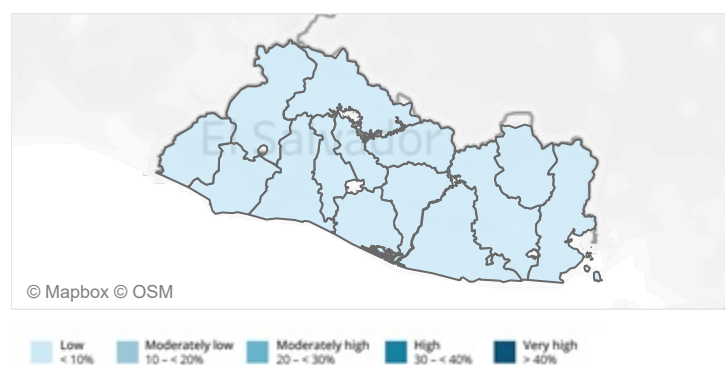 El Salvador
© Mapbox © OSM
Low
< 10%
Moderately low
10 – < 20%
Moderately high
20 – < 30%
High
30 – < 40%
Very high
> 40%